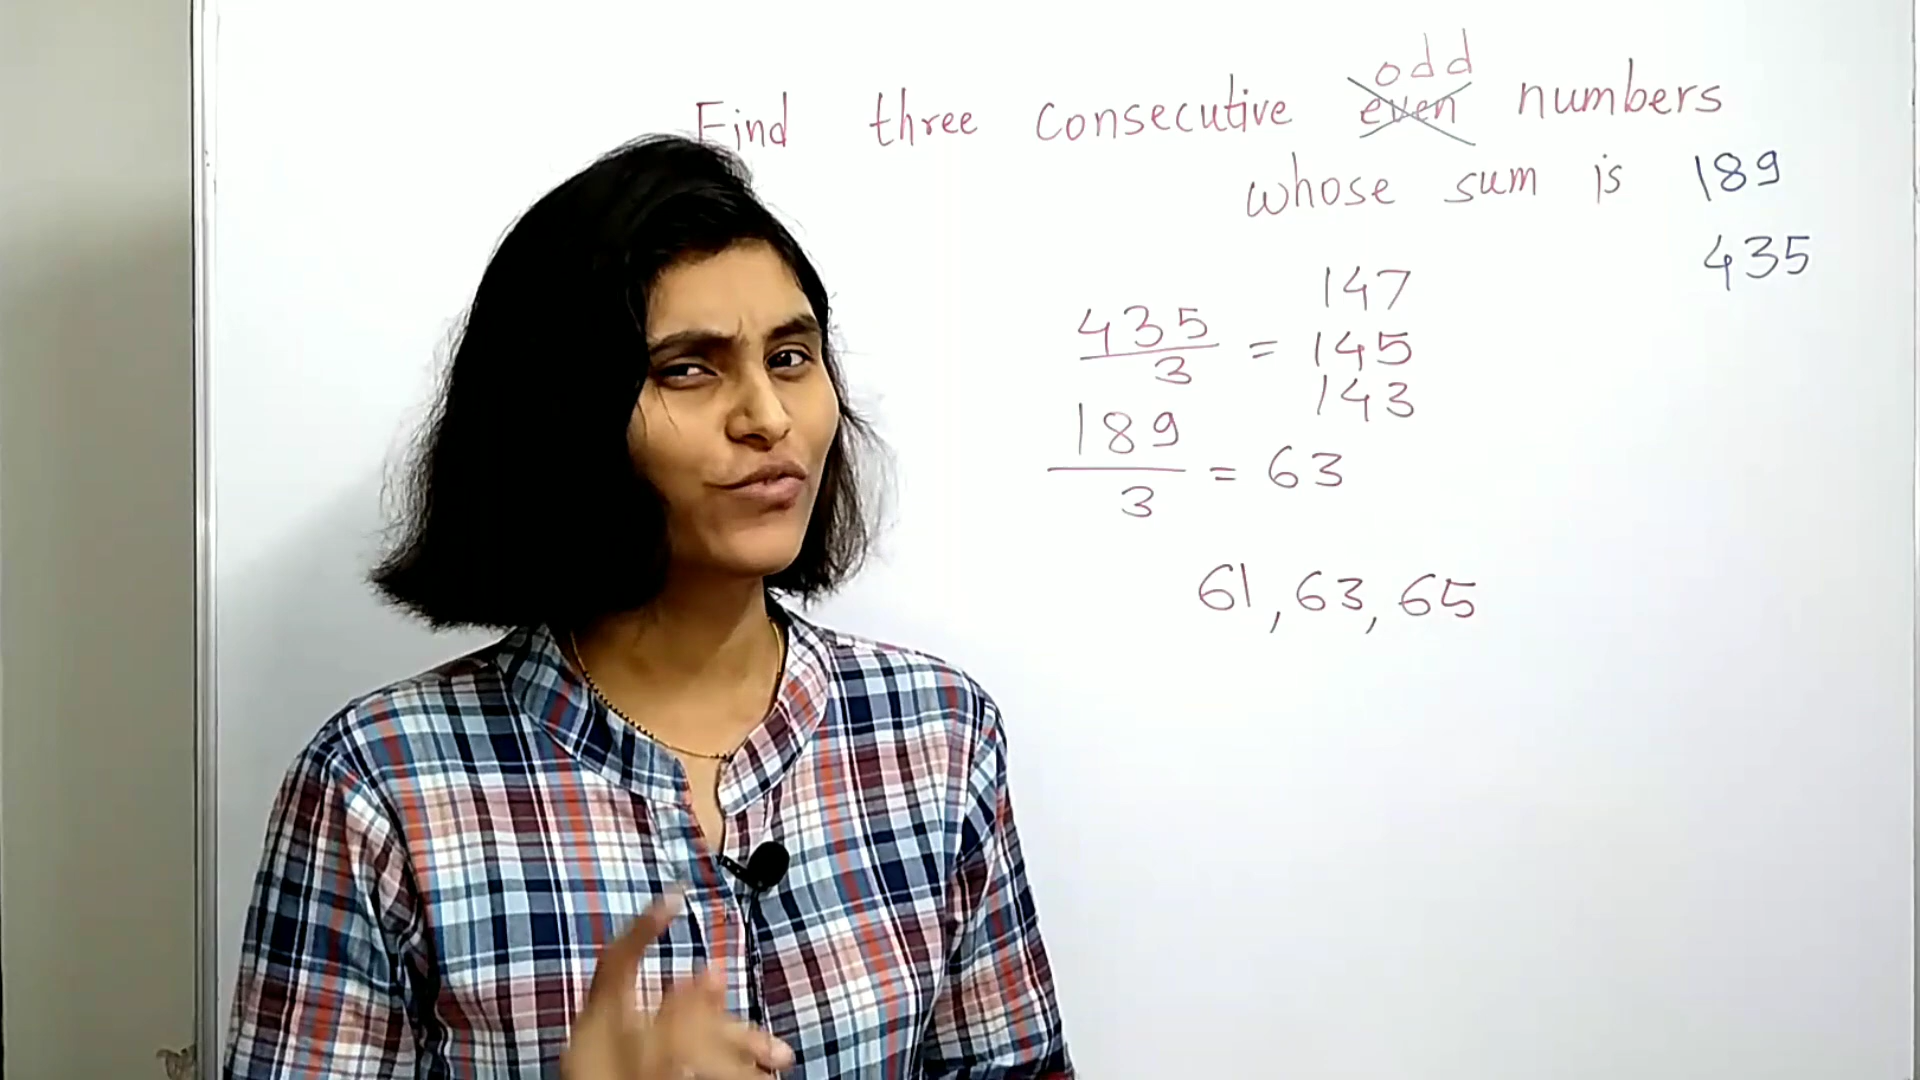 odd
Find three consecutive even numbers
whose sum is 189
435
147
435/3 = 145
143
189/3 = 63
61, 63, 65